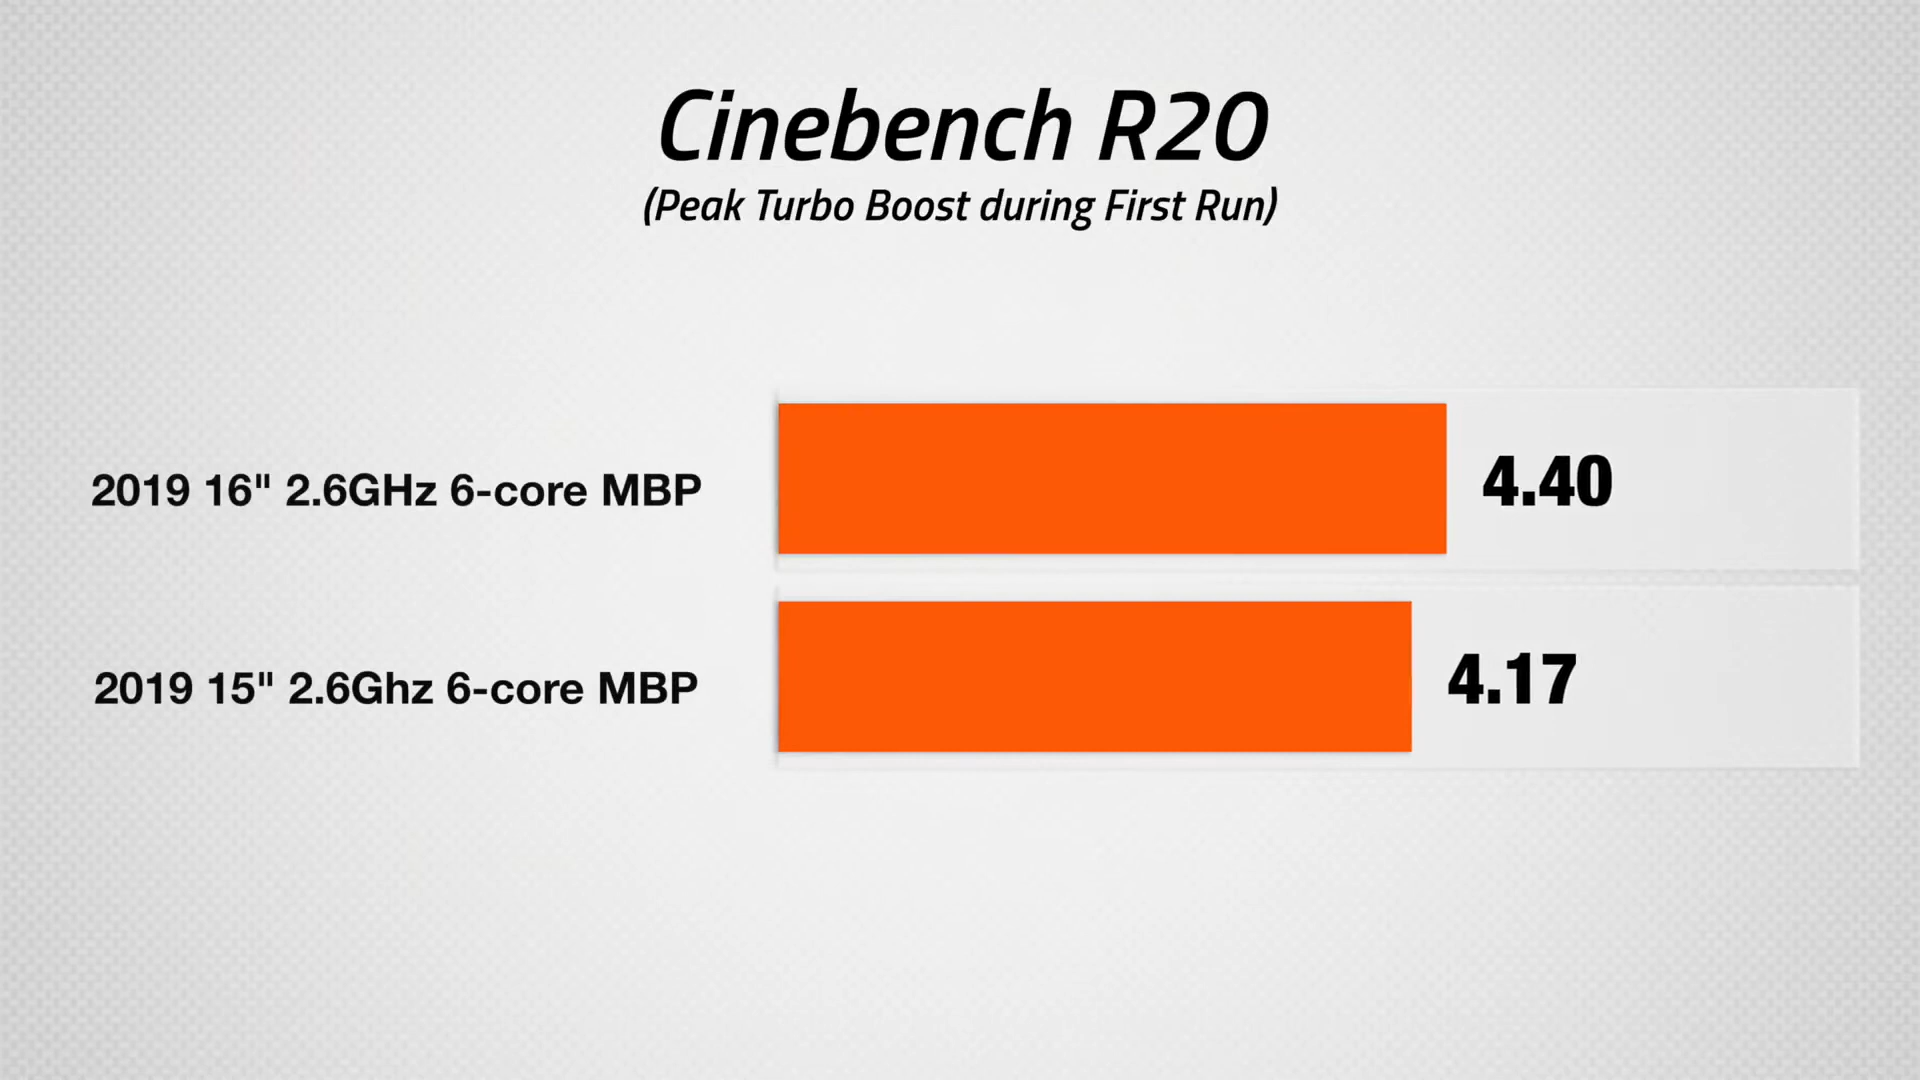 Cinebench R20
(Peak Turbo Boost during First Run)
2019 16" 2.6GHz 6-core MBP
4.40
2019 15" 2.6Ghz 6-core MBP
4.17